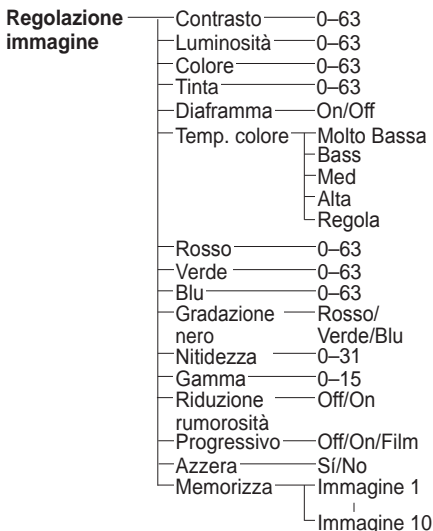 Regolazione immagine
Contrasto 0–63
Luminosità 0–63
Colore 0–63
Tinta 0–63
Diaframma On/Off
Temp. colore Molto Bassa
Bass
Med
Alta
Regola
Rosso 0–63
Verde 0–63
Blu 0–63
Gradazione nero Rosso/ Verde/Blu
Nitidezza 0–31
Gamma 0–15
Riduzione rumorosità Off/On
Progressivo Off/On/Film
Azzera Sí/No
Memorizza Immagine 1
Immagine 10